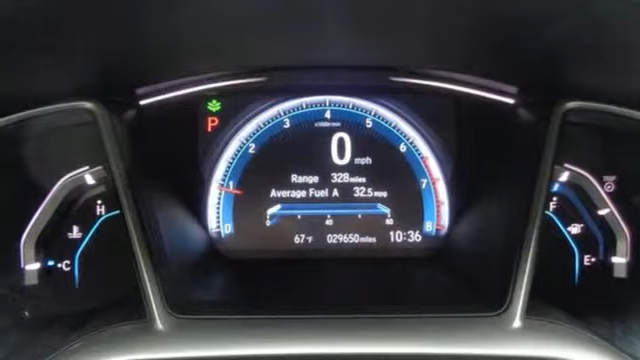 P
0 1 2 3 4 5 6 7 8
x1000r/min
0 mph
Range 328 miles
Average Fuel A 32.5 mpg
0 40 80
67°F 029650 miles 10:36
H
C
TRIP
F
E